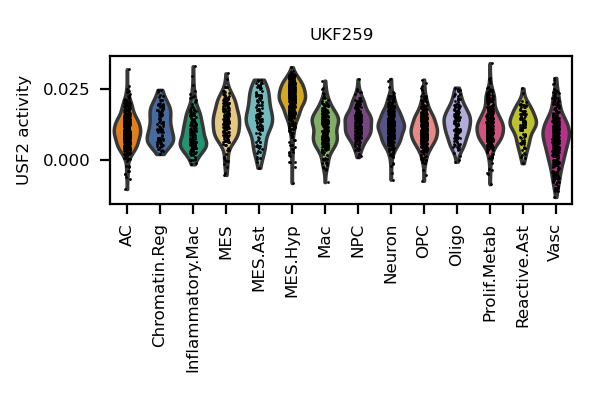 UKF259
USF2 activity
0.025
0.000
AC
Chromatin.Reg
Inflammatory.Mac
MES
MES.Ast
MES.Hyp
Mac
NPC
Neuron
OPC
Oligo
Prolif.Metab
Reactive.Ast
Vasc